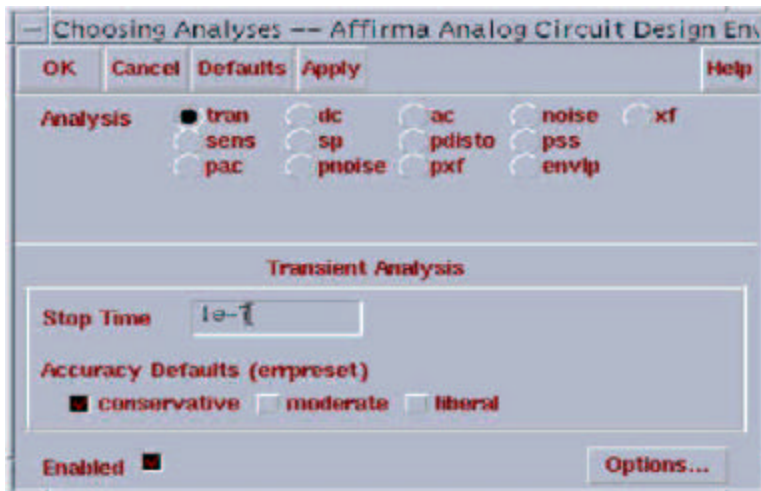 Choosing Analyses -- Affirma Analog Circuit Design Env
OK Cancel Defaults Apply Help
Analysis tran dc ac noise xf
sens sp pdisto pss
pac pnoise pxf envlp
Transient Analysis
Stop Time
Accuracy Defaults (errpreset)
conservative moderate liberal
Enabled Options...